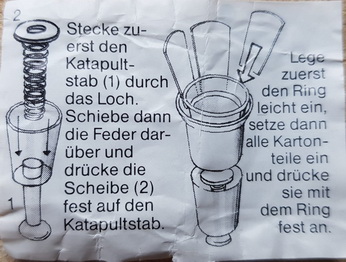 2
Stecke zu-
erst den
Katapult-
stab (1) durch
das Loch.
Schiebe dann
die Feder dar-
über und
drücke die
Scheibe (2)
fest auf den
Katapultstab.
1
Lege
zuerst
den Ring
leicht ein,
setze dann
alle Karton-
teile ein
und drücke
sie mit
dem Ring
fest an.